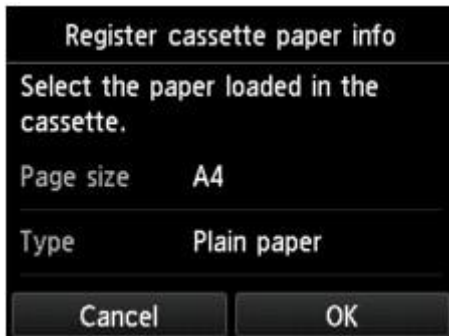 Register cassette paper info
Select the paper loaded in the
cassette.
Page size A4
Type Plain paper
Cancel OK